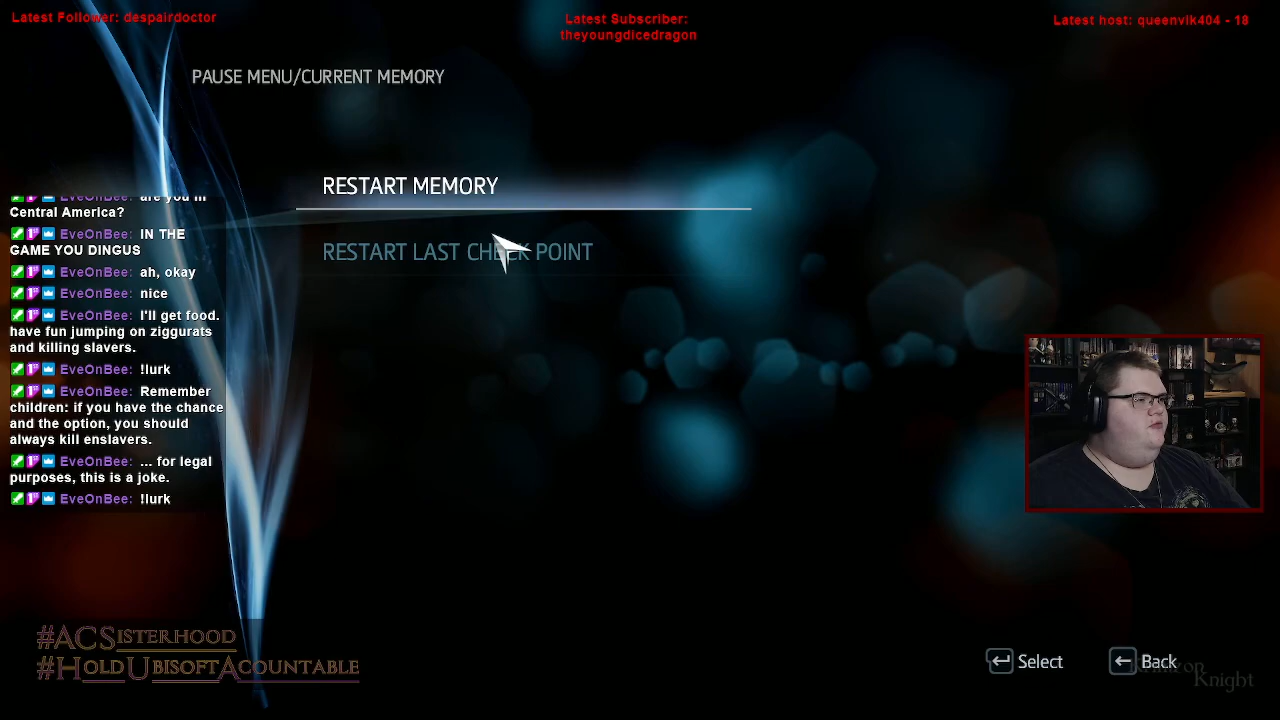 Latest Follower: despairdoctor
Latest Subscriber:
theyoungdicedragon
Latest host: queenvik404 - 18
PAUSE MENU/CURRENT MEMORY
RESTART MEMORY
RESTART LAST CHECK POINT
EveOnBee: are you in
Central America?
EveOnBee: IN THE
GAME YOU DINGUS
EveOnBee: ah, okay
EveOnBee: nice
EveOnBee: I'll get food.
have fun jumping on ziggurats
and killing slavers.
EveOnBee: !lurk
EveOnBee: Remember
children: if you have the chance
and the option, you should
always kill enslavers.
EveOnBee: ... for legal
purposes, this is a joke.
EveOnBee: !lurk
#ACSisterhood
#HoldUbisoftAcountable
Select
Back
Knight